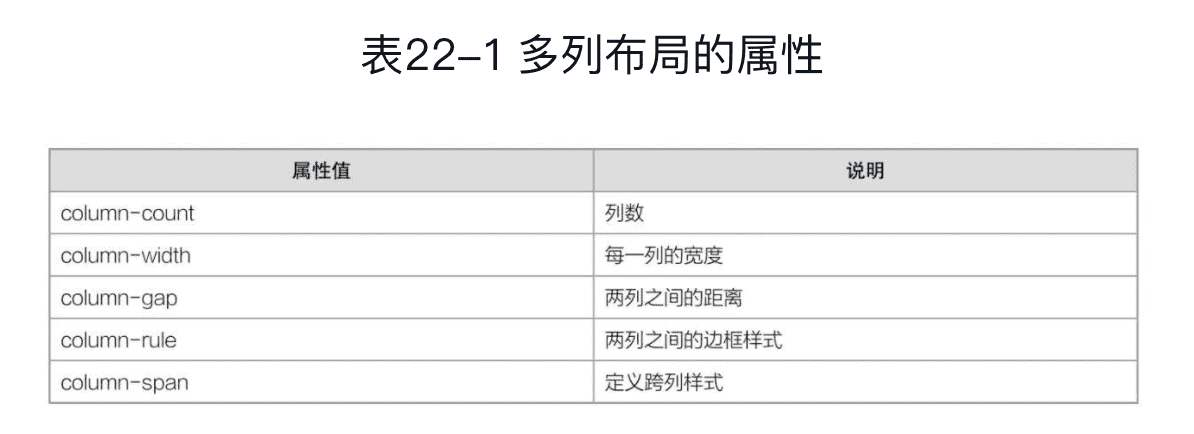 表22-1 多列布局的属性
属性值 说明
column-count 列数
column-width 每一列的宽度
column-gap 两列之间的距离
column-rule 两列之间的边框样式
column-span 定义跨列样式